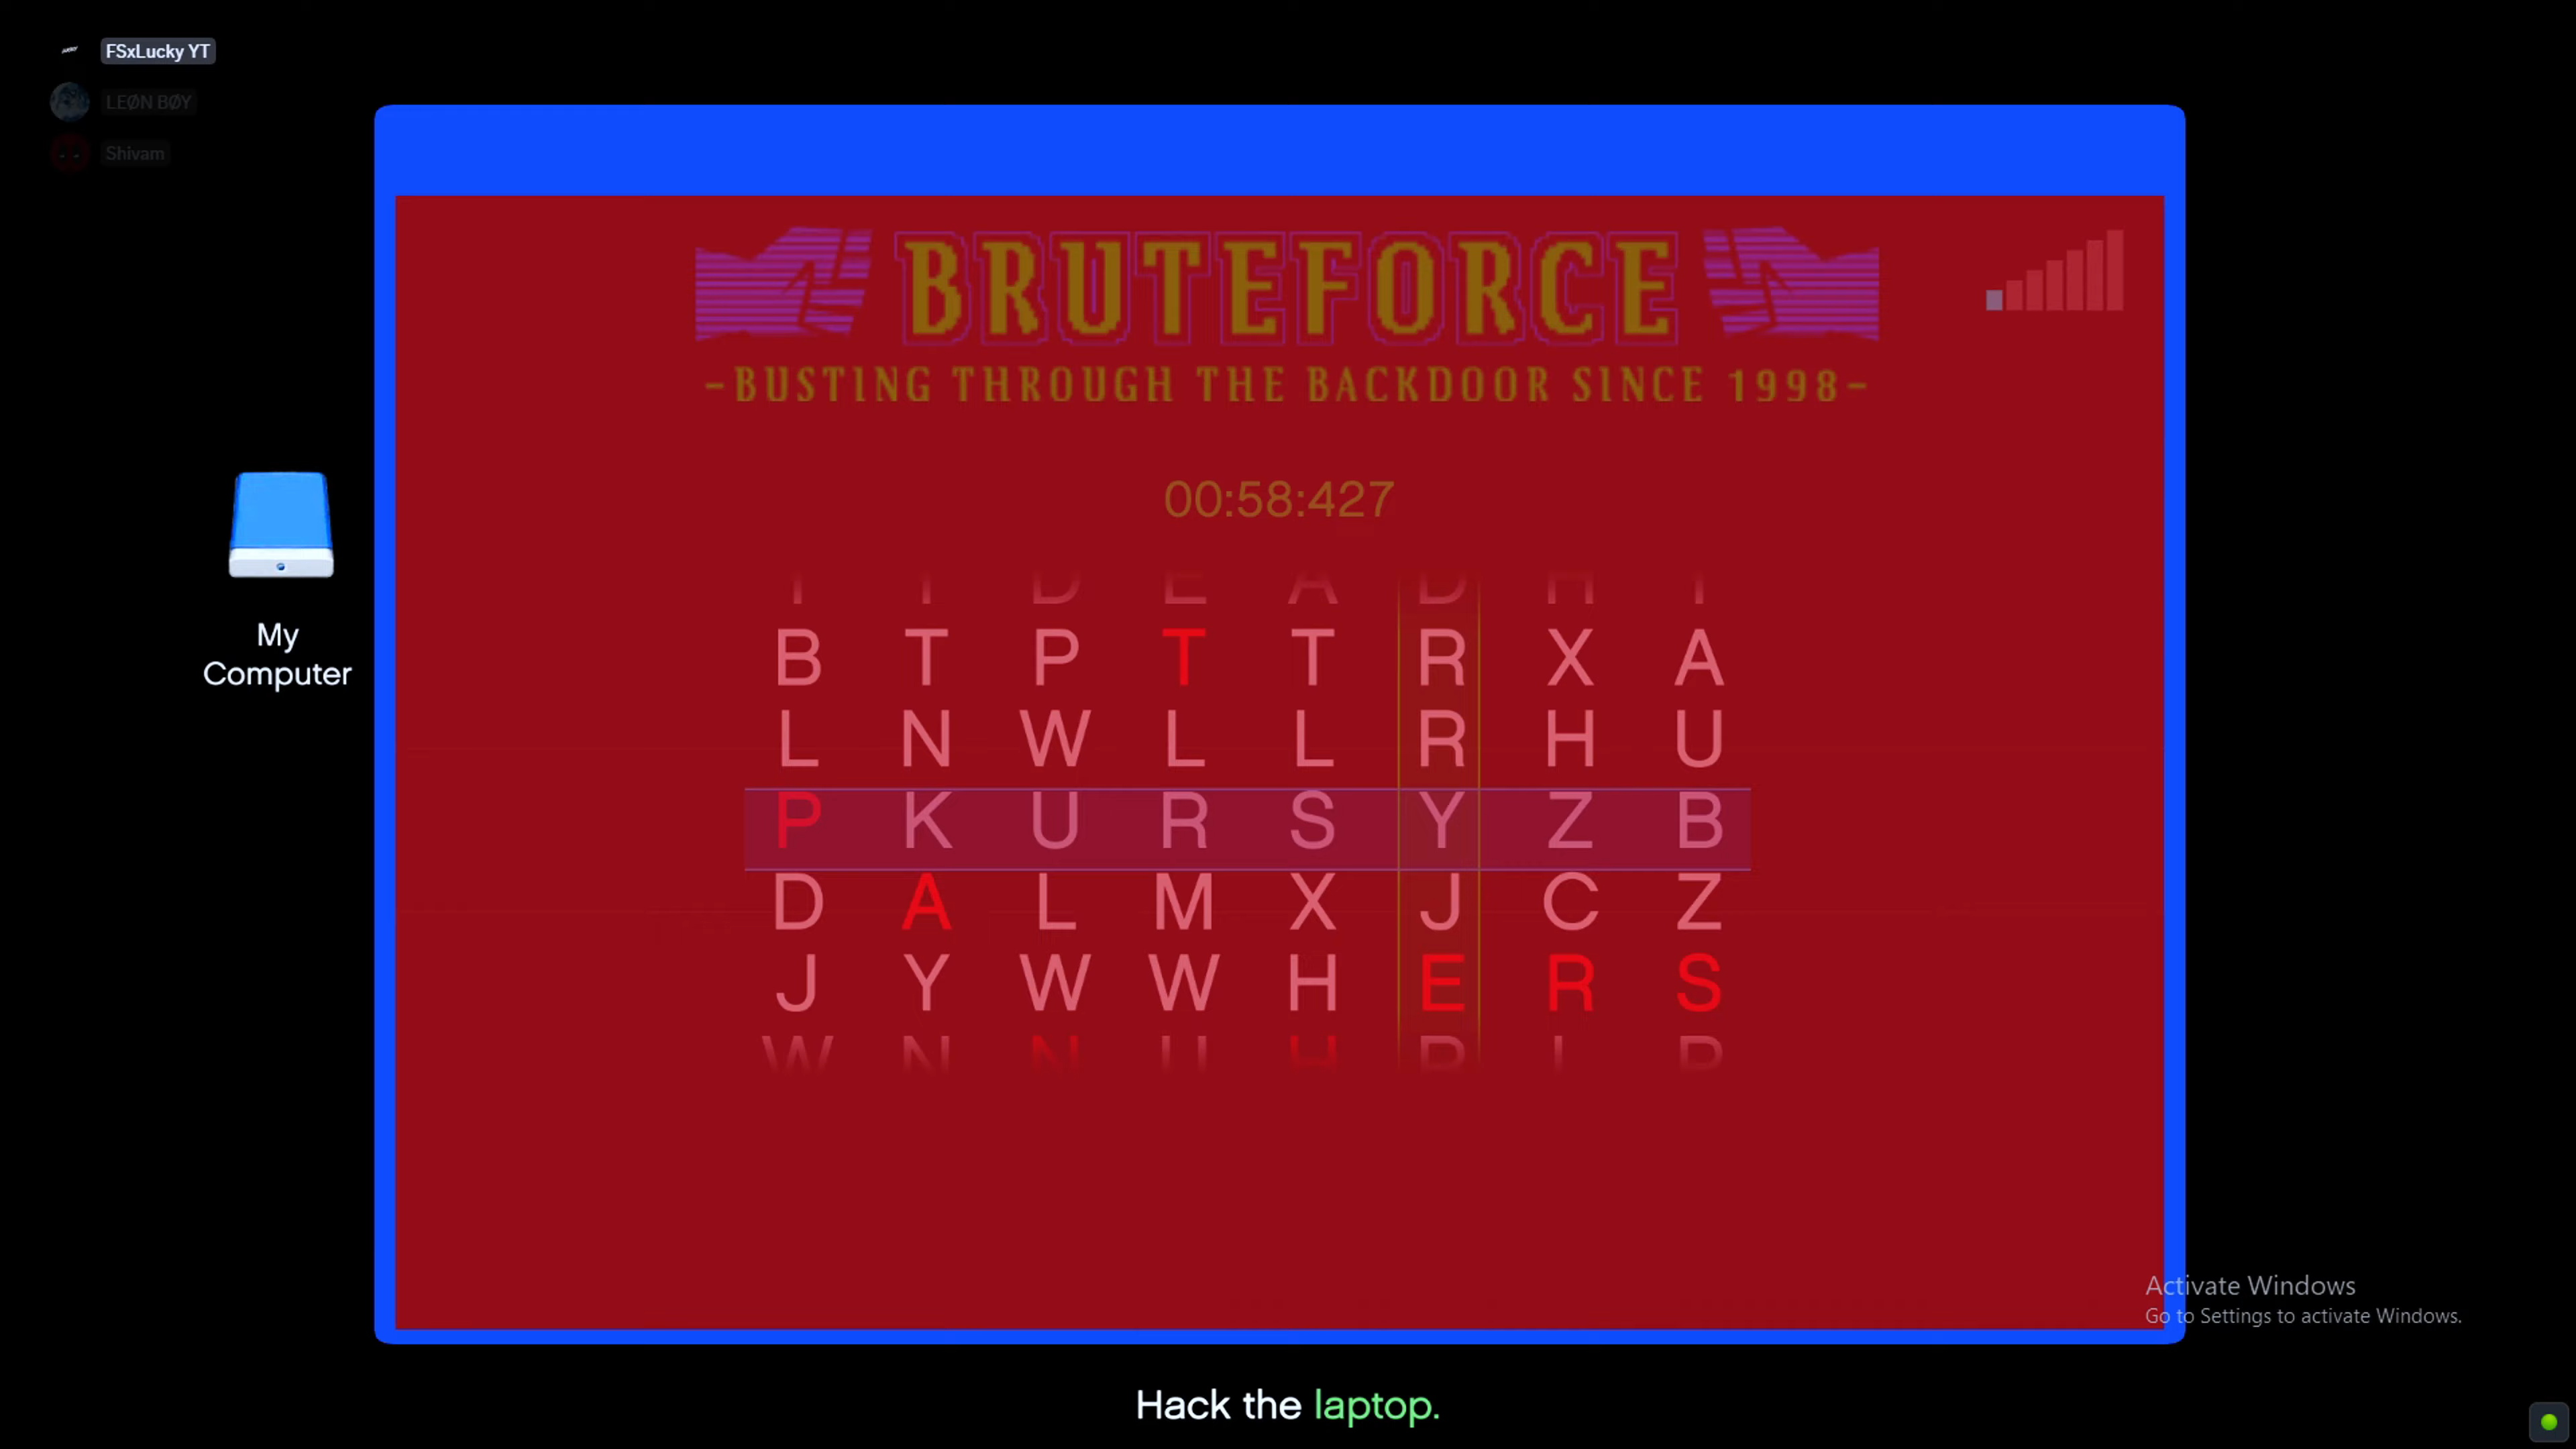 FSxLucky YT
LEØN BØY
Shivam
BRUTEFORCE
-BUSTING THROUGH THE BACKDOOR SINCE 1998-
00:58:427
My
Computer
B T P T T R X A
L N W L L R H U
P K U R S Y Z B
D A L M X J C Z
J Y W W H E R S
Activate Windows
Go to Settings to activate Windows.
Hack the laptop.